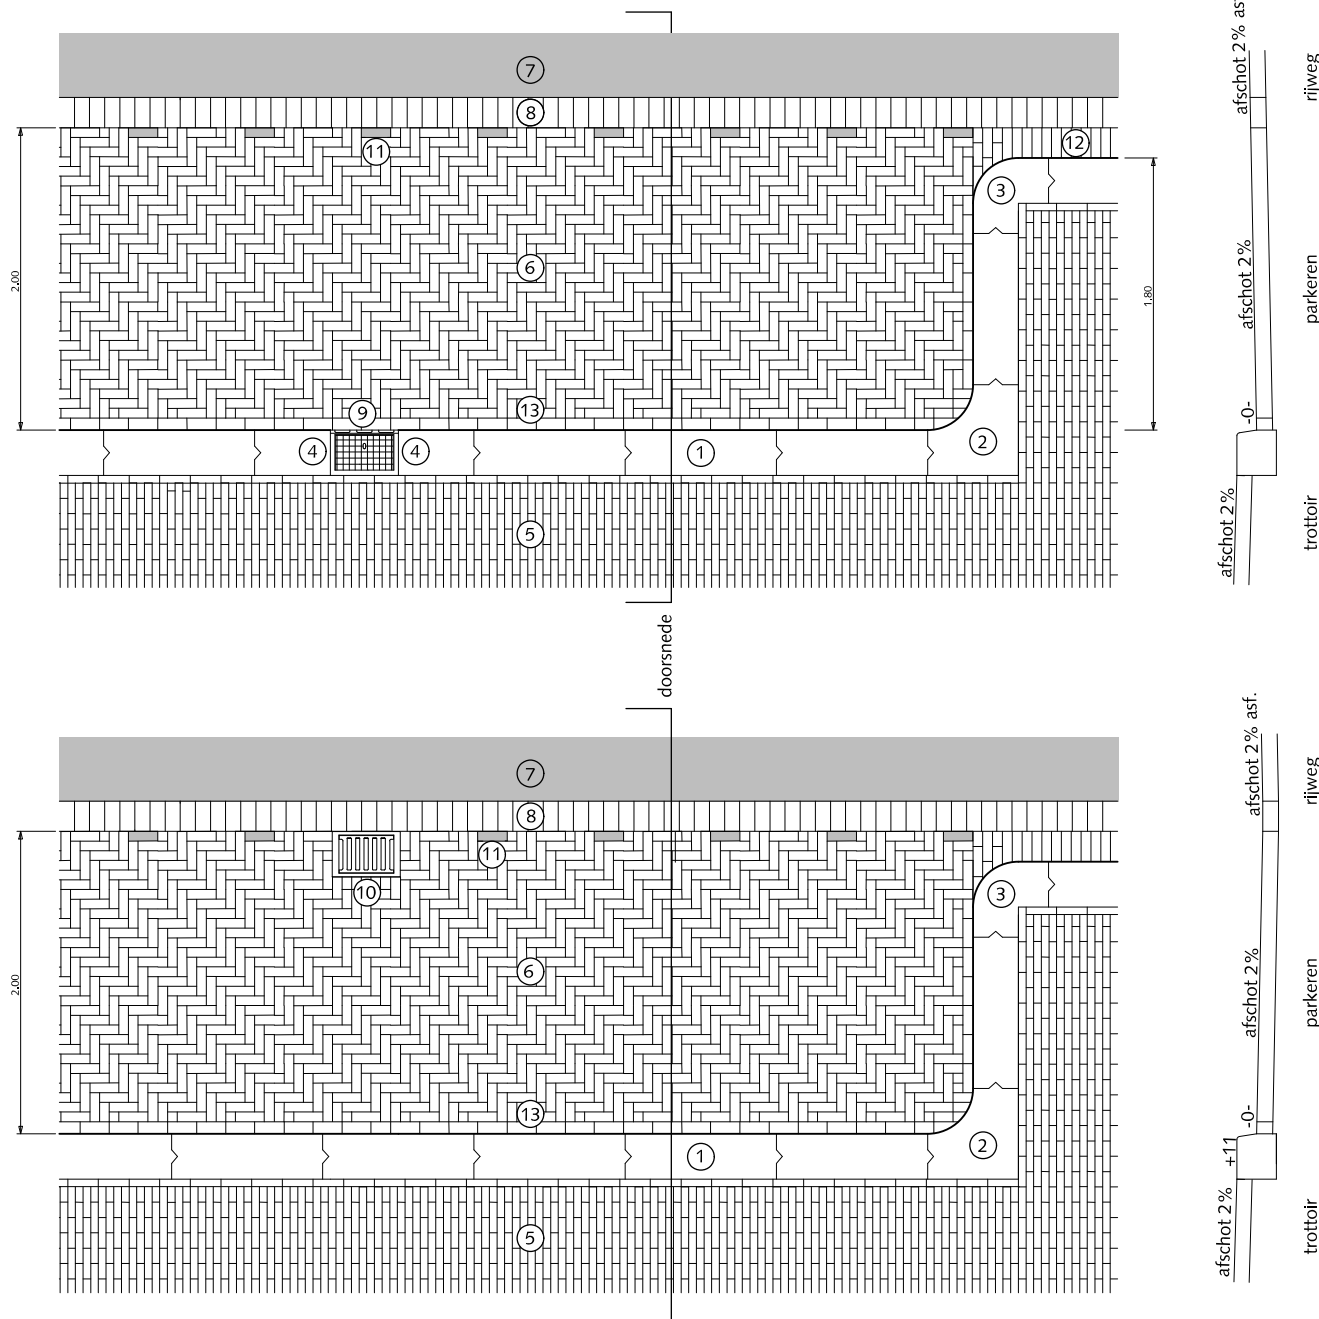 7
8
11
12
3
2.00
6
1.80
9
13
4
4
1
2
5
afschot 2% as
rijweg
afschot 2%
parkeren
-0-
afschot 2%
trottoir
doorsnede
7
8
11
10
3
2.00
6
13
1
2
5
afschot 2% asf.
rijweg
afschot 2%
parkeren
-0-
+11
afschot 2%
trottoir